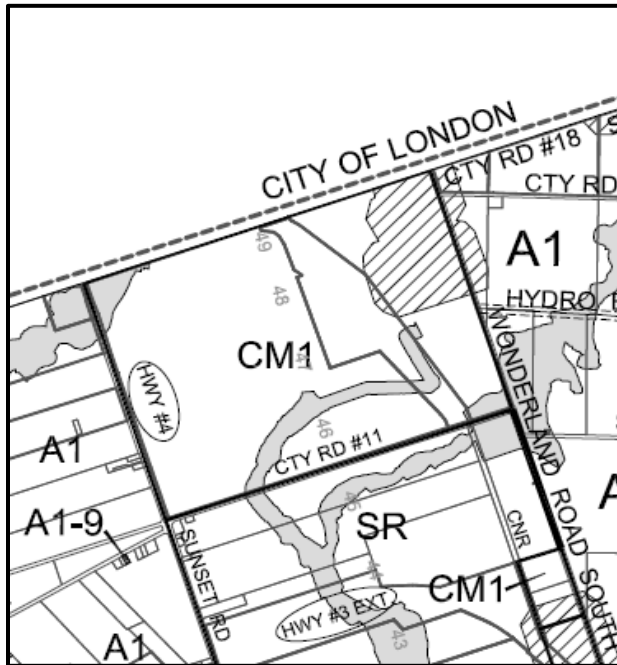 CITY OF LONDON
CTY RD #18
CTY RD
A1
HYDRO
49
48
CM1
HWY #4
WONDERLAND ROAD SOUTH
46
CTY RD #11
A1
A1-9
SUNSET RD
45
SR
CNR
44
CM1
HWY #3 EXT
43
A1